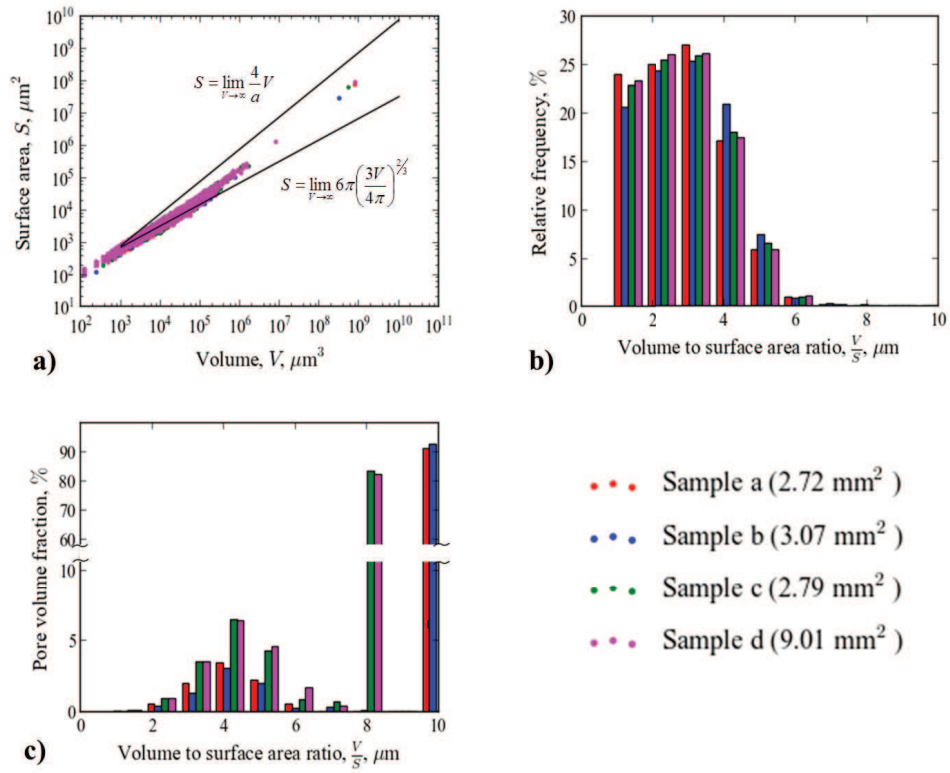 10^10
10^9
10^8
10^7
10^6
10^5
10^4
10^3
10^2
10^1
Surface area, S, μm^2
S = lim V→∞ 4/a V
S = lim V→∞ 6π(3V/4π)^2/3
10^2 10^3 10^4 10^5 10^6 10^7 10^8 10^9 10^10 10^11
Volume, V, μm^3
a)
30
25
20
15
10
5
0
Relative frequency, %
0 2 4 6 8 10
Volume to surface area ratio, V/S, μm
b)
90
80
70
60
10
5
0
Pore volume fraction, %
0 2 4 6 8 10
Volume to surface area ratio, V/S, μm
c)
Sample a (2.72 mm^2 )
Sample b (3.07 mm^2 )
Sample c (2.79 mm^2 )
Sample d (9.01 mm^2 )